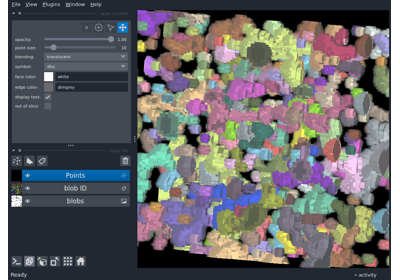 File View Plugins Window Help
opacity: 1.00
point size: 10
blending: translucent
symbol: disc
face color: white
edge color: dimgrey
display text:
out of slice:
Points
blob ID
blobs
Ready
activity